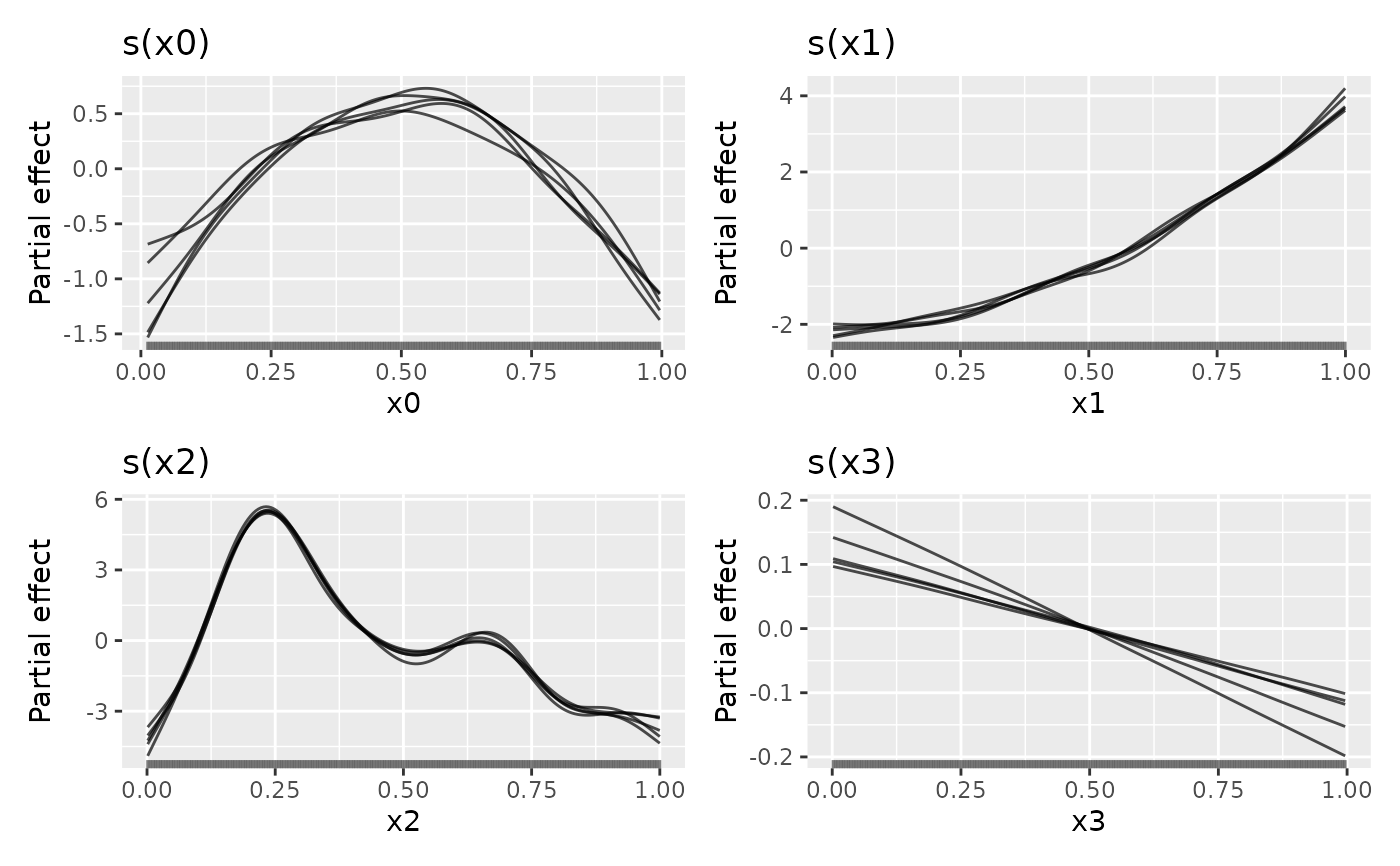 s(x0)
Partial effect
0.5
0.0
-0.5
-1.0
-1.5
0.00 0.25 0.50 0.75 1.00
x0
s(x1)
Partial effect
4
2
0
-2
0.00 0.25 0.50 0.75 1.00
x1
s(x2)
Partial effect
6
3
0
-3
0.00 0.25 0.50 0.75 1.00
x2
s(x3)
Partial effect
0.2
0.1
0.0
-0.1
-0.2
0.00 0.25 0.50 0.75 1.00
x3